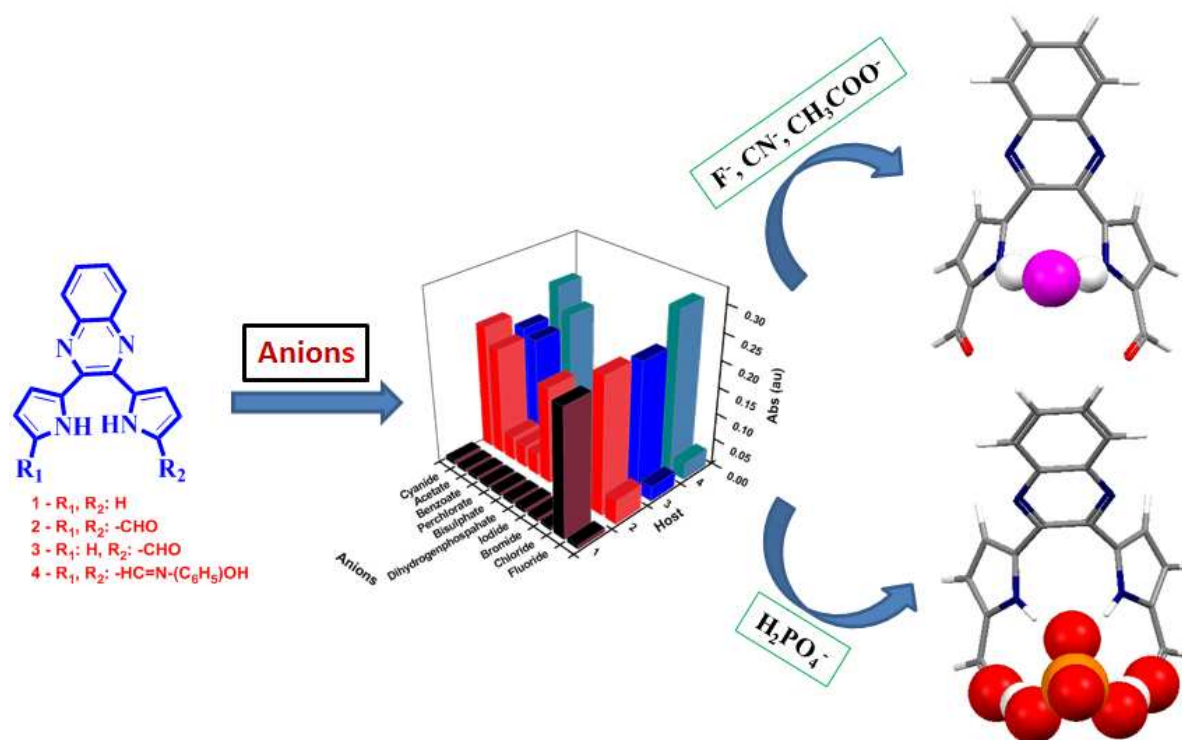 N
N
NH
HN
R₁
R₂
1 - R₁, R₂: H
2 - R₁, R₂: -CHO
3 - R₁: H, R₂: -CHO
4 - R₁, R₂: -HC=N-(C₆H₅)OH
Anions
0.30
0.25
0.20
0.15
0.10
0.05
0.00
Abs (au)
Cyanide
Acetate
Benzoate
Perchlorate
Bisulphate
Dihydrogenphospahate
Iodide
Bromide
Chloride
Fluoride
Anions
1
2
3
4
Host
F⁻, CN⁻, CH₃COO⁻
H₂PO₄⁻